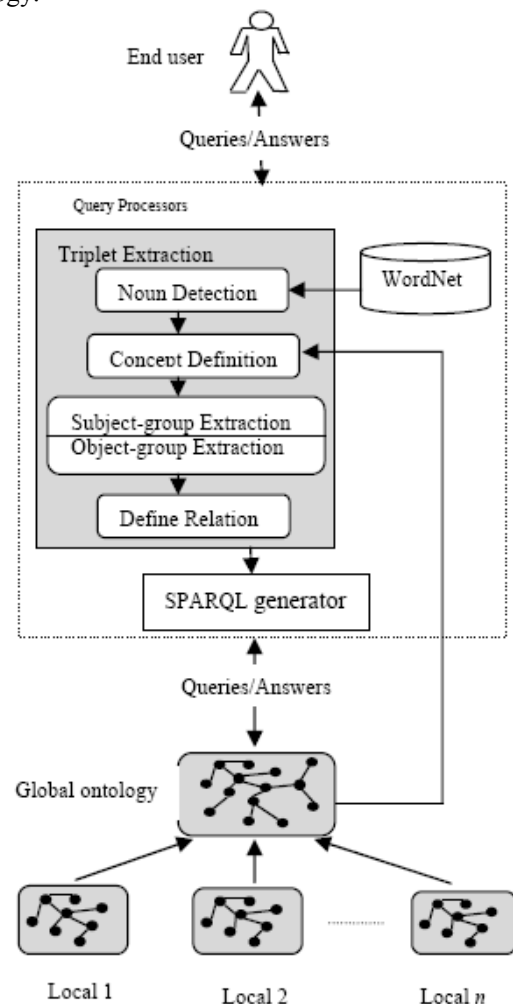 ogy.
End user
Queries/Answers
Query Processors
Triplet Extraction
WordNet
Noun Detection
Concept Definition
Subject-group Extraction
Object-group Extraction
Define Relation
SPARQL generator
Queries/Answers
Global ontology
Local 1
Local 2
Local n